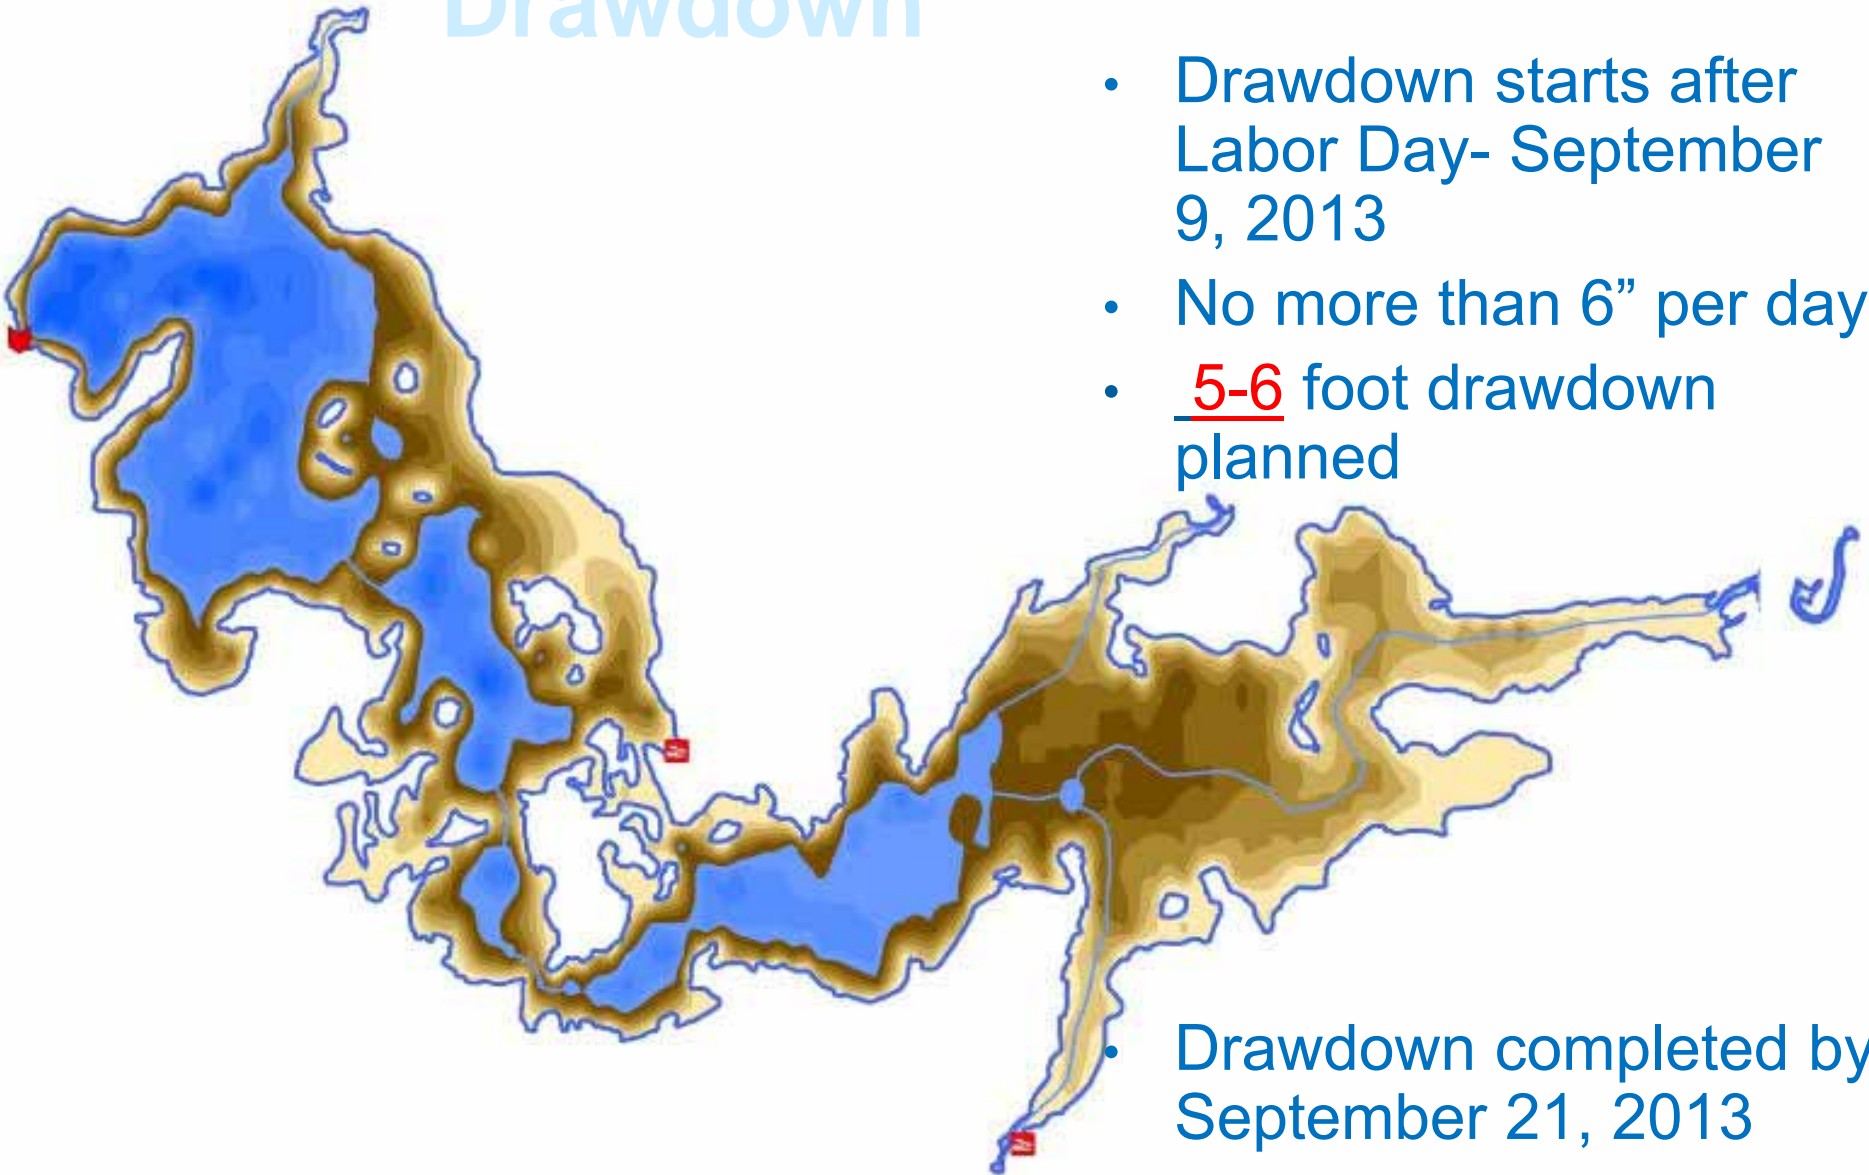 Drawdown
• Drawdown starts after
Labor Day- September
9, 2013
• No more than 6” per day
• 5-6 foot drawdown
planned
• Drawdown completed by
September 21, 2013